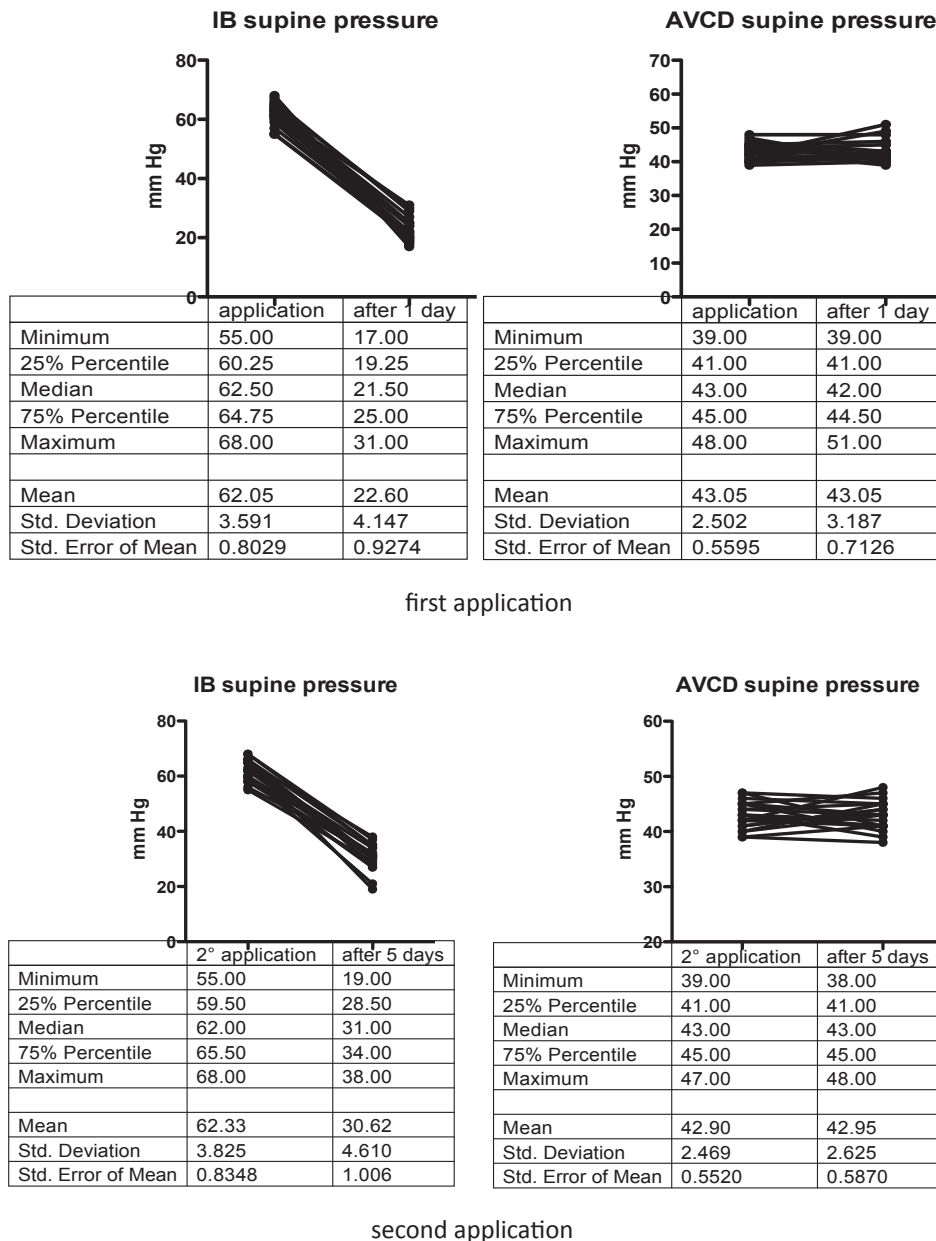 IB supine pressure
80
60
40
20
0
mm Hg
application after 1 day
Minimum 55.00 17.00
25% Percentile 60.25 19.25
Median 62.50 21.50
75% Percentile 64.75 25.00
Maximum 68.00 31.00
Mean 62.05 22.60
Std. Deviation 3.591 4.147
Std. Error of Mean 0.8029 0.9274
AVCD supine pressure
70
60
50
40
30
20
10
0
mm Hg
application after 1 day
Minimum 39.00 39.00
25% Percentile 41.00 41.00
Median 43.00 42.00
75% Percentile 45.00 44.50
Maximum 48.00 51.00
Mean 43.05 43.05
Std. Deviation 2.502 3.187
Std. Error of Mean 0.5595 0.7126
first application
IB supine pressure
80
60
40
20
0
mm Hg
2° application after 5 days
Minimum 55.00 19.00
25% Percentile 59.50 28.50
Median 62.00 31.00
75% Percentile 65.50 34.00
Maximum 68.00 38.00
Mean 62.33 30.62
Std. Deviation 3.825 4.610
Std. Error of Mean 0.8348 1.006
AVCD supine pressure
60
50
40
30
20
mm Hg
2° application after 5 days
Minimum 39.00 38.00
25% Percentile 41.00 41.00
Median 43.00 43.00
75% Percentile 45.00 45.00
Maximum 47.00 48.00
Mean 42.90 42.95
Std. Deviation 2.469 2.625
Std. Error of Mean 0.5520 0.5870
second application